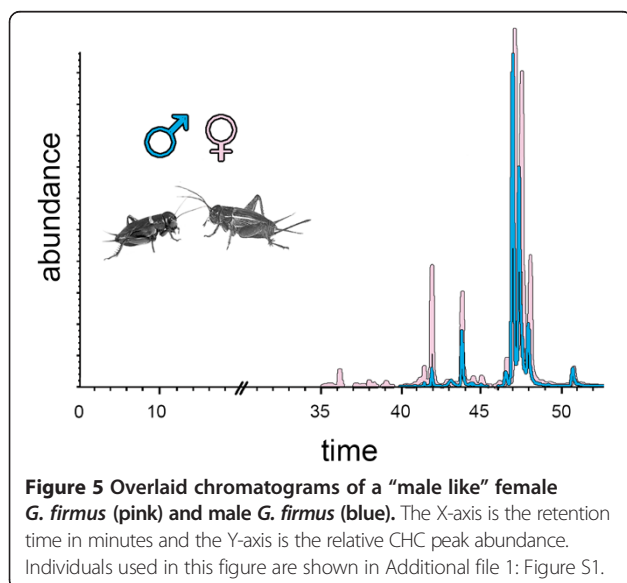 abundance
0 10 35 40 45 50
time
Figure 5 Overlaid chromatograms of a “male like” female
G. firmus (pink) and male G. firmus (blue). The X-axis is the retention
time in minutes and the Y-axis is the relative CHC peak abundance.
Individuals used in this figure are shown in Additional file 1: Figure S1.